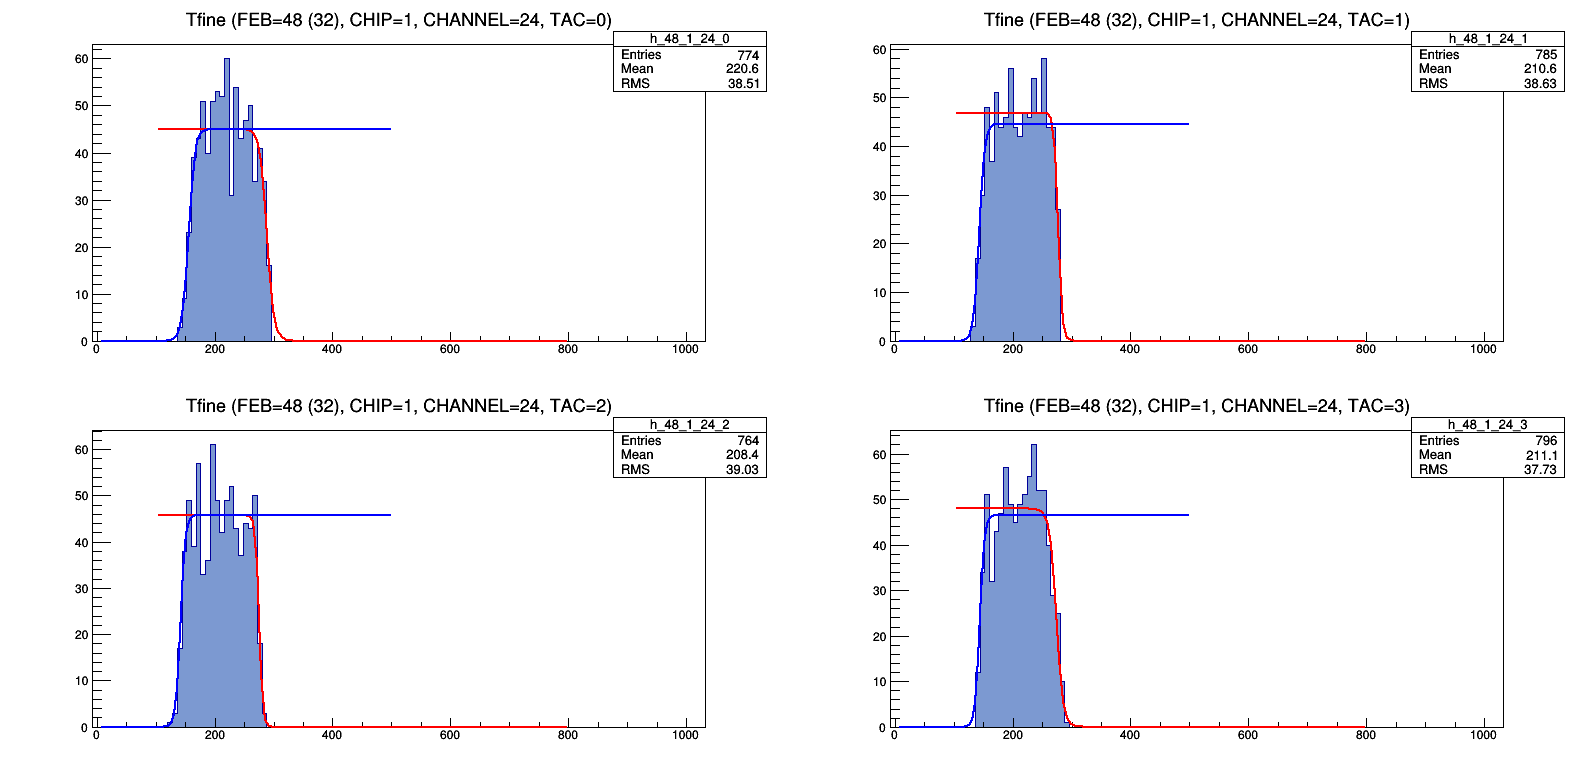 Tfine (FEB=48 (32), CHIP=1, CHANNEL=24, TAC=0)
h_48_1_24_0
Entries 774
Mean 220.6
RMS 38.51
60
50
40
30
20
10
0
0 200 400 600 800 1000
Tfine (FEB=48 (32), CHIP=1, CHANNEL=24, TAC=1)
h_48_1_24_1
Entries 785
Mean 210.6
RMS 38.63
60
50
40
30
20
10
0
0 200 400 600 800 1000
Tfine (FEB=48 (32), CHIP=1, CHANNEL=24, TAC=2)
h_48_1_24_2
Entries 764
Mean 208.4
RMS 39.03
60
50
40
30
20
10
0
0 200 400 600 800 1000
Tfine (FEB=48 (32), CHIP=1, CHANNEL=24, TAC=3)
h_48_1_24_3
Entries 796
Mean 211.1
RMS 37.73
60
50
40
30
20
10
0
0 200 400 600 800 1000